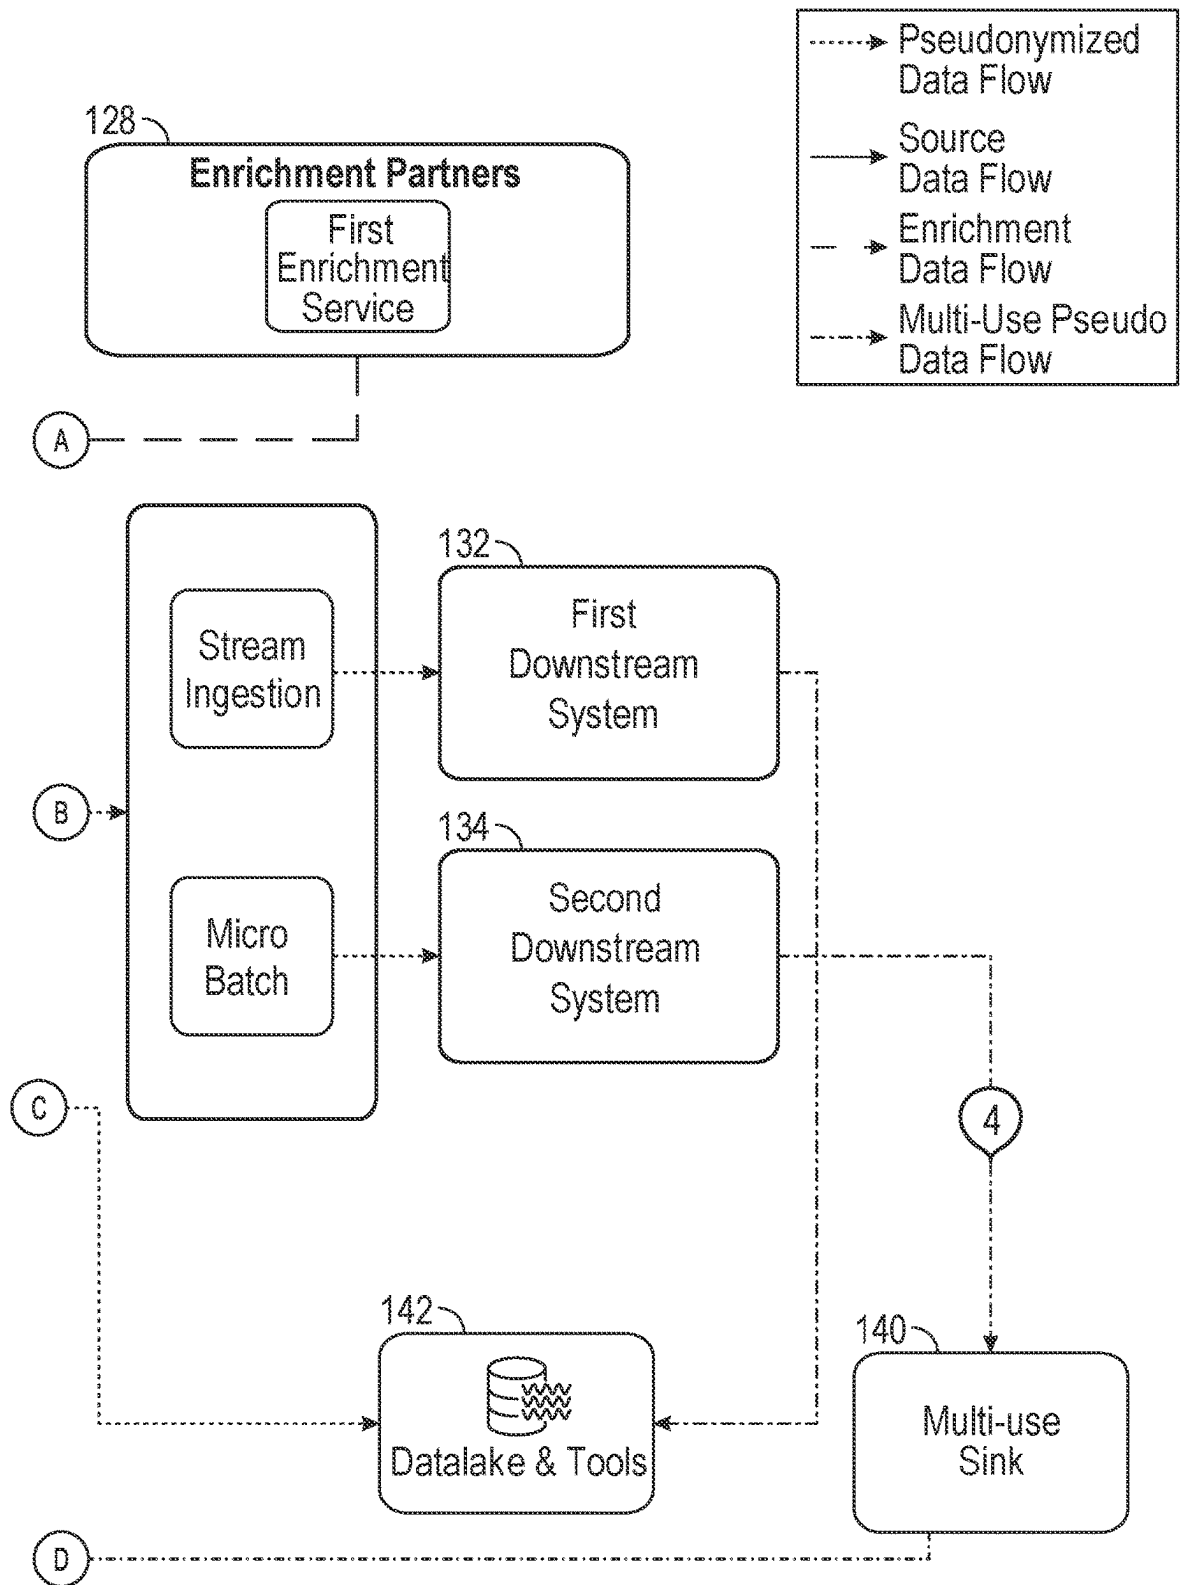 Pseudonymized
Data Flow
Source
Data Flow
Enrichment
Data Flow
Multi-Use Pseudo
Data Flow
128
Enrichment Partners
First
Enrichment
Service
A
132
First
Downstream
System
Stream
Ingestion
B
134
Second
Downstream
System
Micro
Batch
C
4
142
Datalake & Tools
140
Multi-use
Sink
D